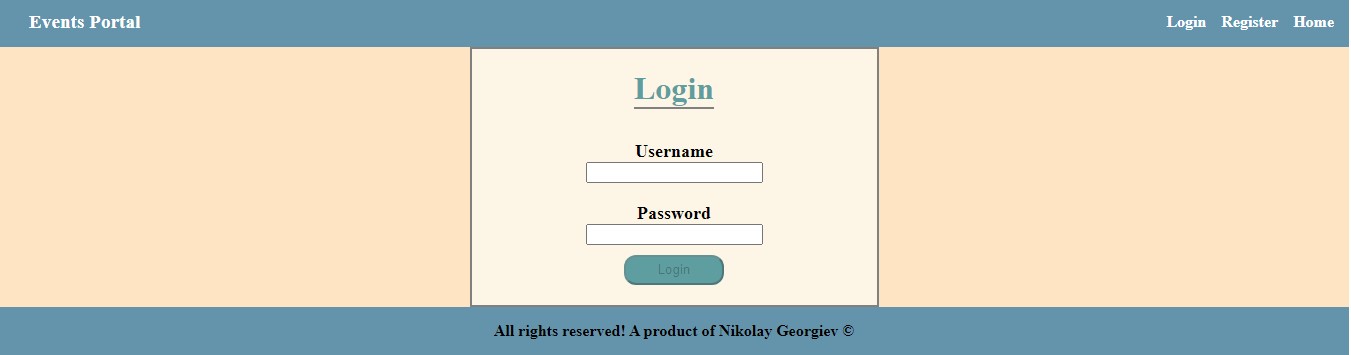 Events Portal
Login Register Home
Login
Username
Password
Login
All rights reserved! A product of Nikolay Georgiev ©